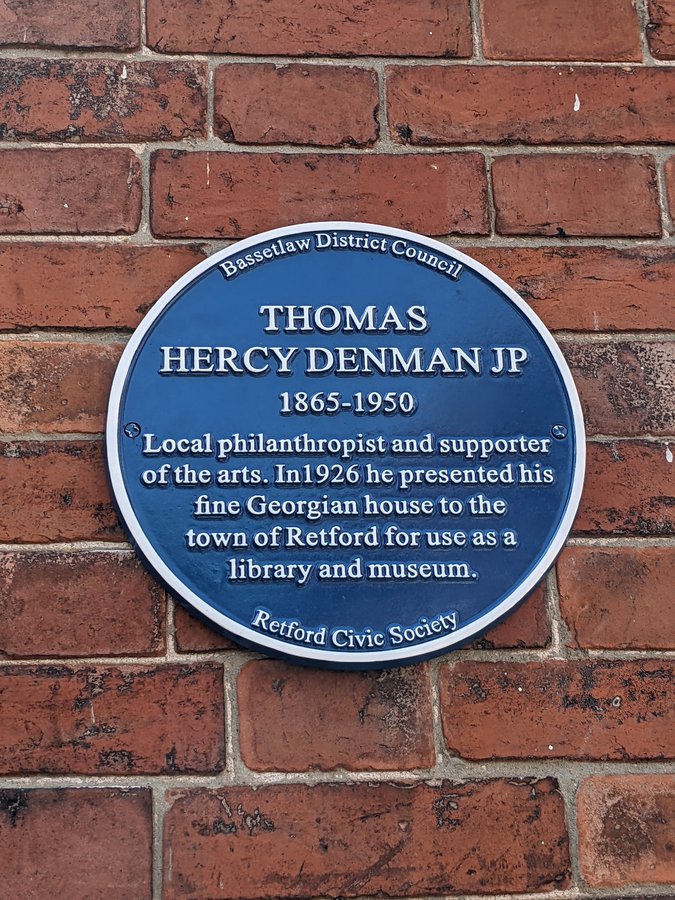 Bassetlaw District Council
THOMAS
HERCY DENMAN JP
1865-1950
Local philanthropist and supporter
of the arts. In1926 he presented his
fine Georgian house to the
town of Retford for use as a
library and museum.
Retford Civic Society